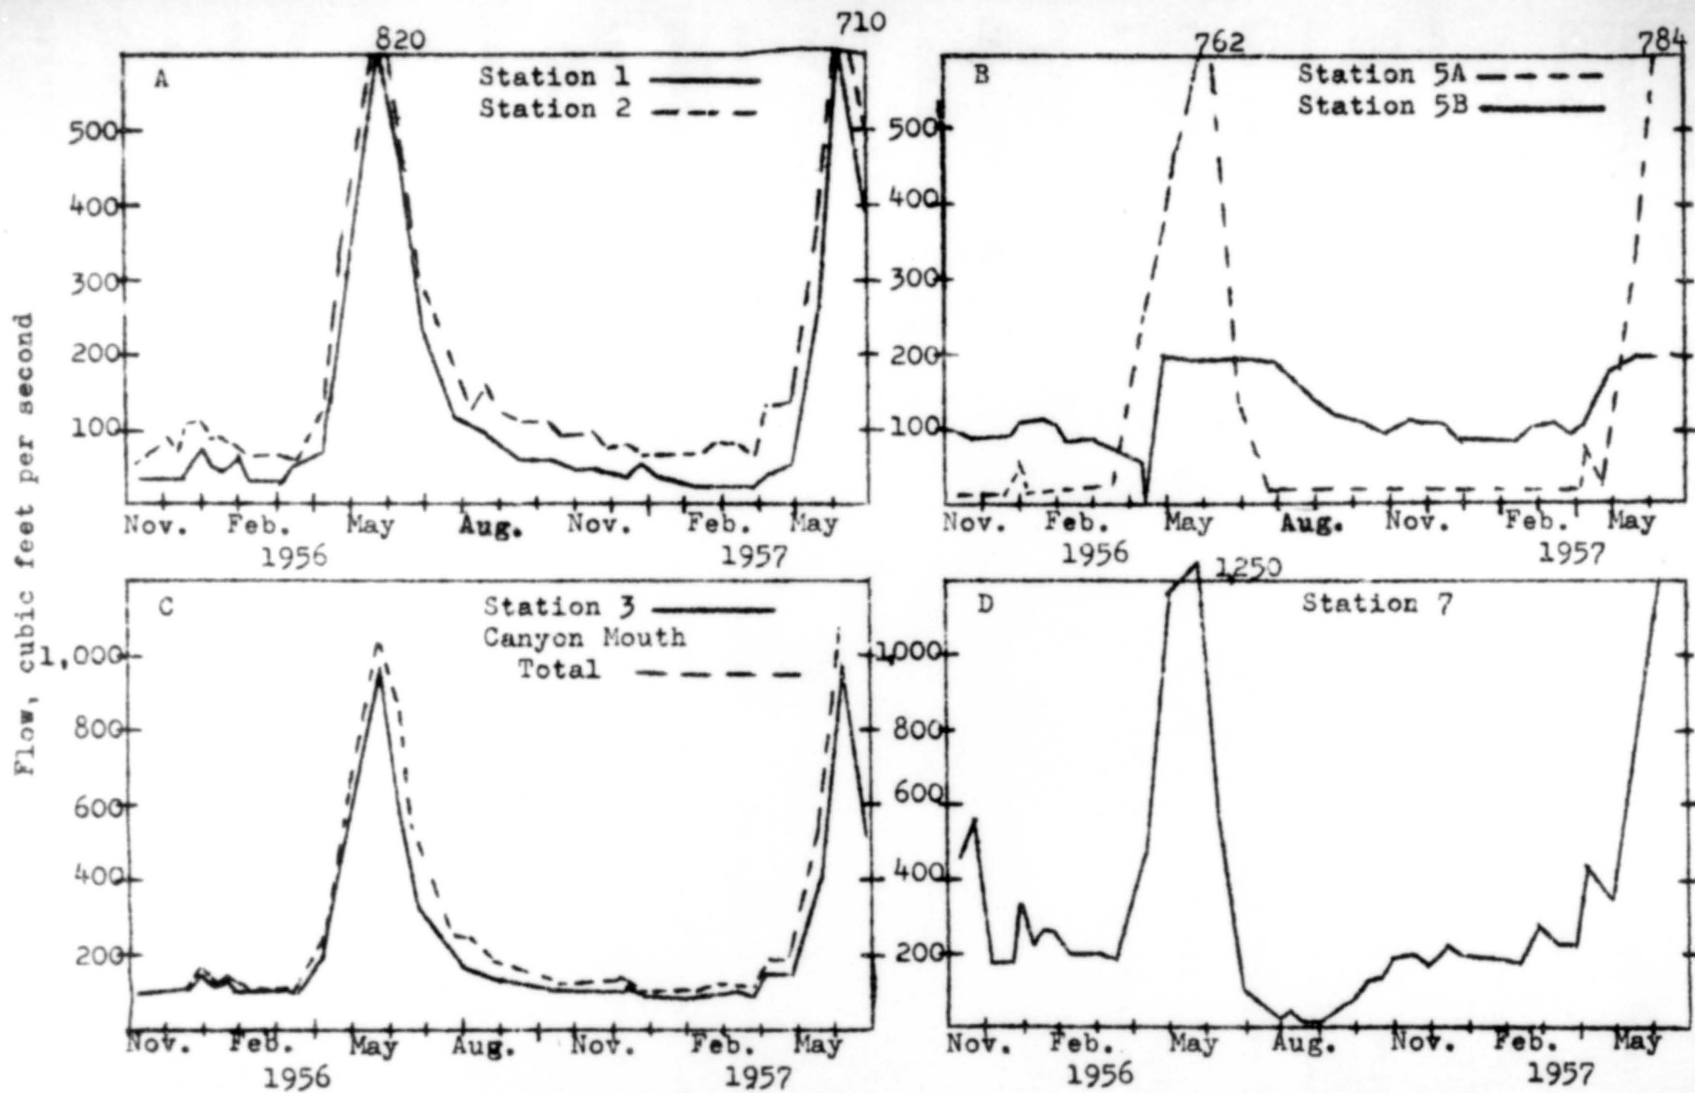 Flow, cubic feet per second
820
710
A
Station 1
Station 2
500
400
300
200
100
Nov. Feb. May Aug. Nov. Feb. May
1956 1957
762
784
B
Station 5A
Station 5B
500
400
300
200
100
Nov. Feb. May Aug. Nov. Feb. May
1956 1957
C
Station 3
Canyon Mouth
Total
1,000
800
600
400
200
Nov. Feb. May Aug. Nov. Feb. May
1956 1957
1250
D
Station 7
1,000
800
600
400
200
Nov. Feb. May Aug. Nov. Feb. May
1956 1957